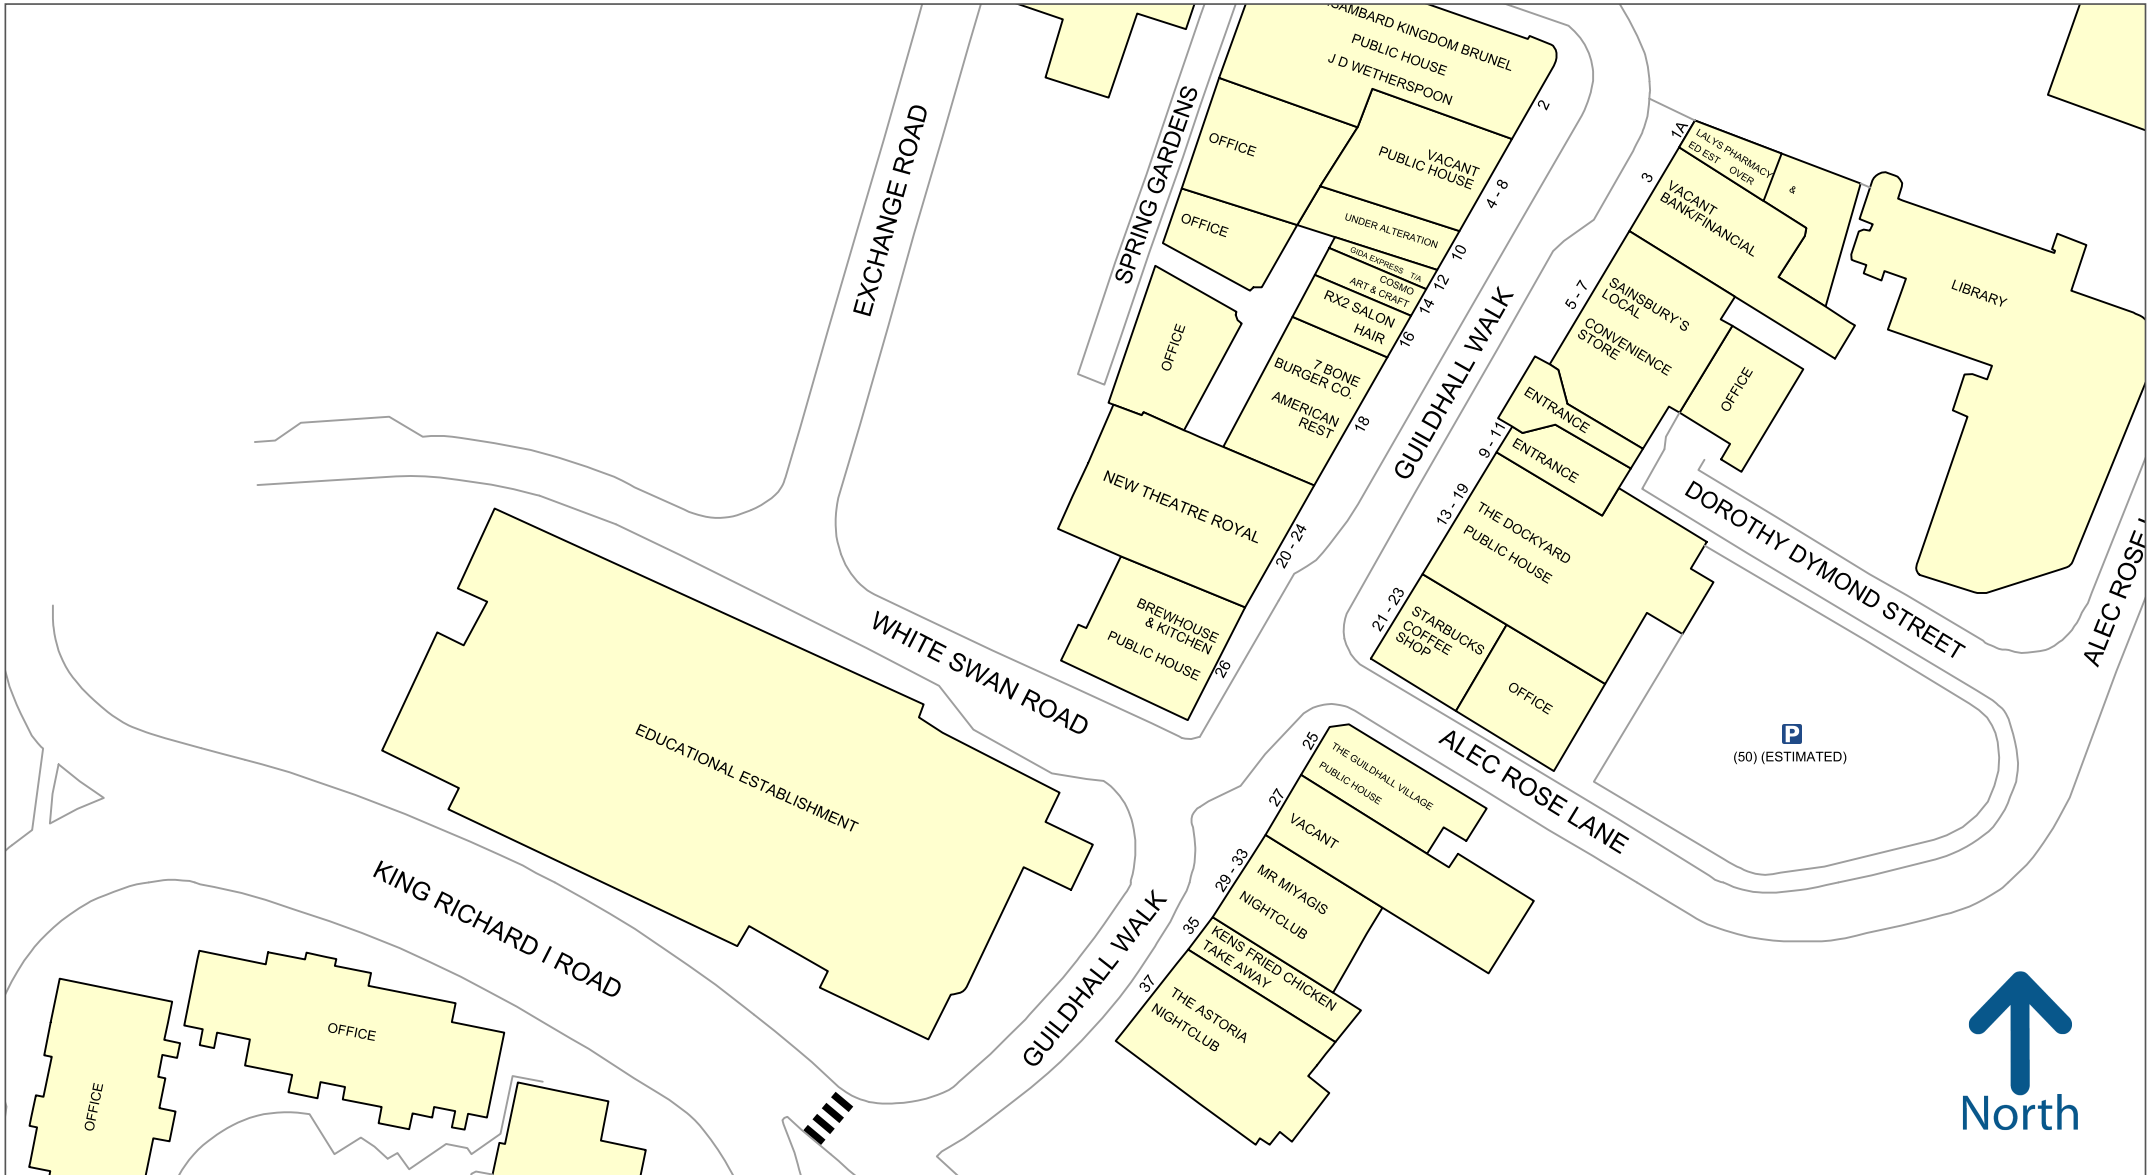 SAMBARD KINGDOM BRUNEL
PUBLIC HOUSE
J D WETHERSPOON
2
EXCHANGE ROAD
SPRING GARDENS
OFFICE
VACANT
PUBLIC HOUSE
4 - 8
OFFICE
UNDER ALTERATION
10
GIDA EXPRESS T/A
COSMO
12
ART & CRAFT
14
RX2 SALON
HAIR
16
OFFICE
7 BONE
BURGER CO.
AMERICAN
REST
18
GUILDHALL WALK
NEW THEATRE ROYAL
20 - 24
BREWHOUSE
& KITCHEN
PUBLIC HOUSE
26
1A
LALYS PHARMACY
ED EST OVER
&
3
VACANT
BANK/FINANCIAL
LIBRARY
5 - 7
SAINSBURY`S
LOCAL
CONVENIENCE
STORE
OFFICE
ENTRANCE
9 - 11
ENTRANCE
13 - 19
THE DOCKYARD
PUBLIC HOUSE
DOROTHY DYMOND STREET
ALEC ROSE
21 - 23
STARBUCKS
COFFEE
SHOP
OFFICE
WHITE SWAN ROAD
ALEC ROSE LANE
P
(50) (ESTIMATED)
EDUCATIONAL ESTABLISHMENT
25
THE GUILDHALL VILLAGE
PUBLIC HOUSE
27
VACANT
29 - 33
MR MIYAGIS
NIGHTCLUB
35
KENS FRIED CHICKEN
TAKE AWAY
37
THE ASTORIA
NIGHTCLUB
GUILDHALL WALK
KING RICHARD I ROAD
OFFICE
OFFICE
North